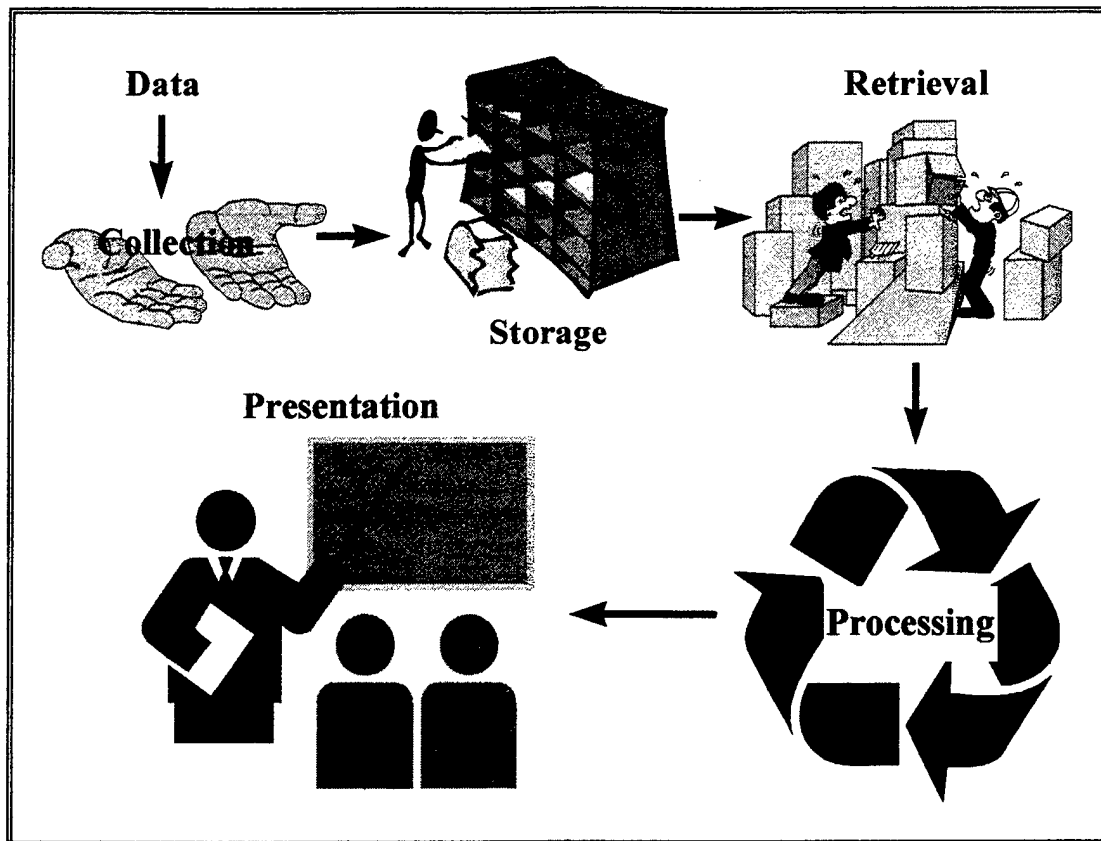 Data
Collection
Storage
Retrieval
Processing
Presentation